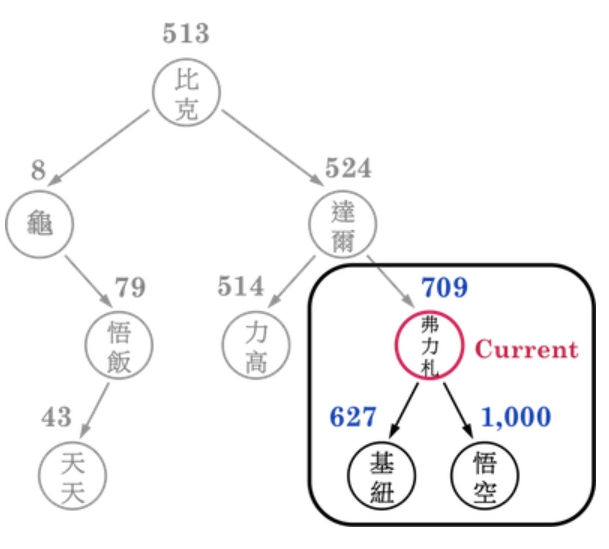 513
比
克
8
龜
524
達
爾
79
悟
飯
514
力
高
709
弗
力
札
Current
43
天
天
627
基
紐
1,000
悟
空